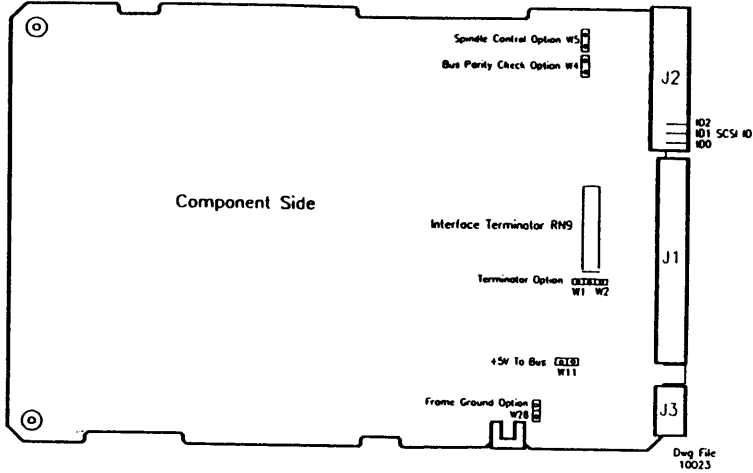 Spindle Control Option W5
Bus Parity Check Option W4
J2
ID2
ID1 SCSI ID
ID0
Component Side
Interface Terminator RN9
J1
Terminator Option
W1 W2
+5V To Bus
W11
Frame Ground Option
W28
J3
Dwg File
10023